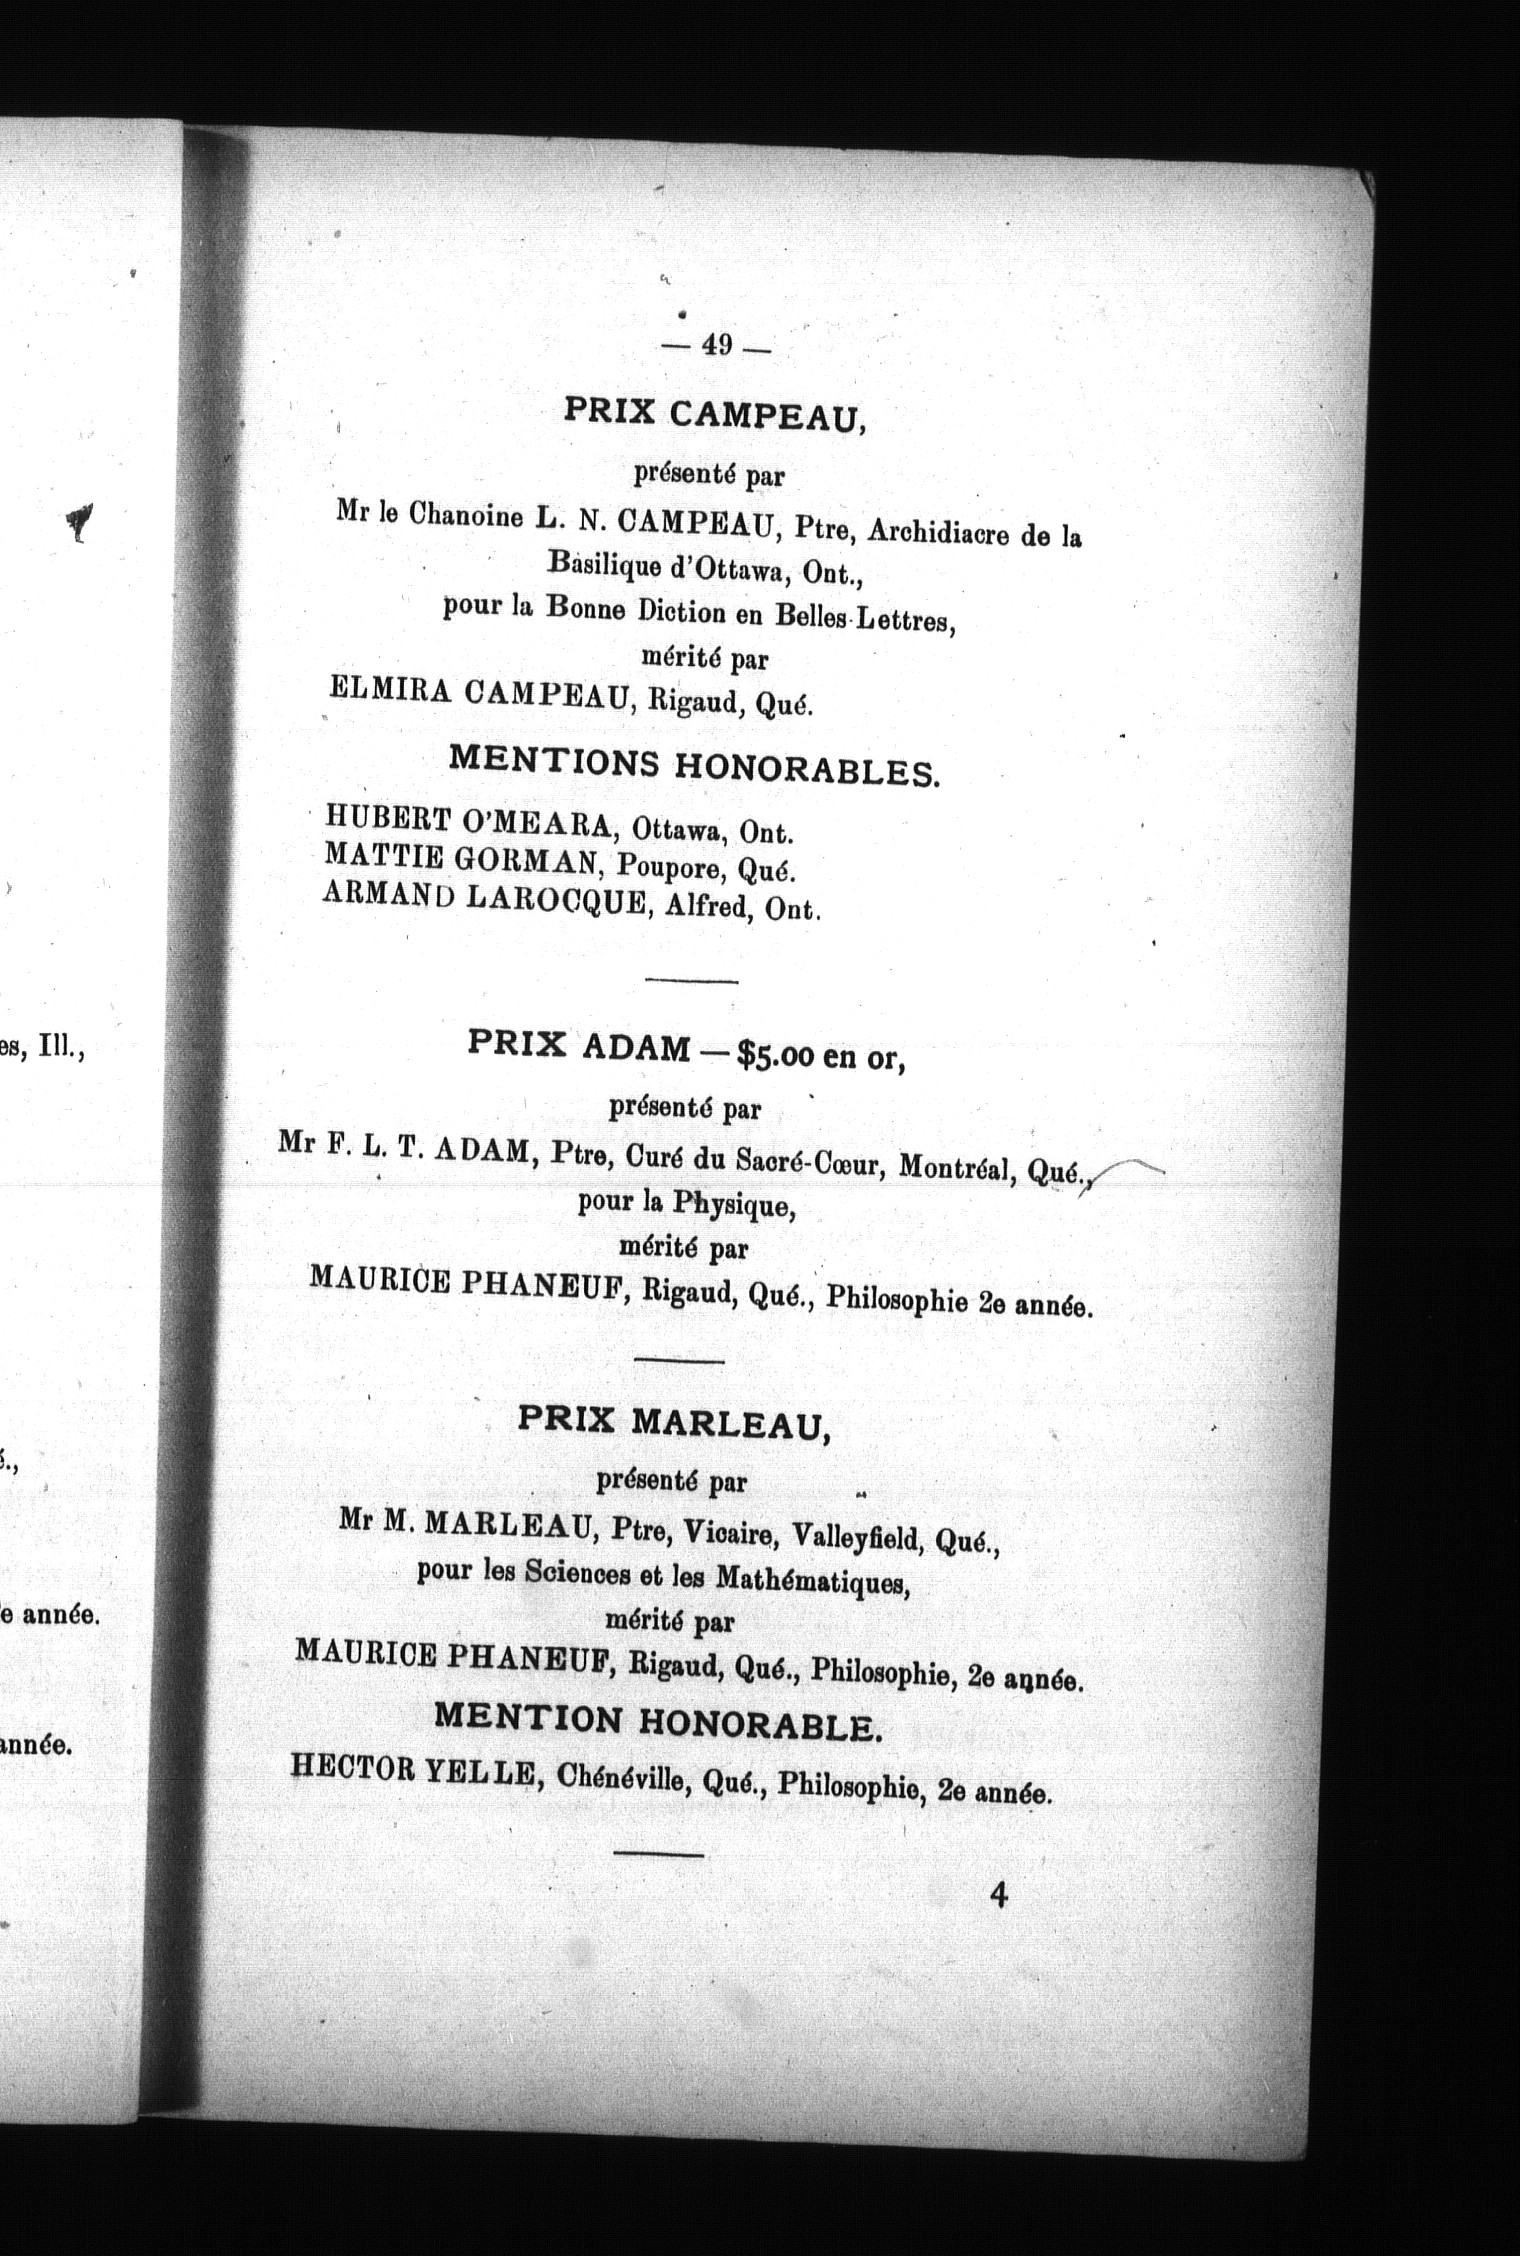 es, Ill.,
é.,
e année.
année.
— 49 —
PRIX CAMPEAU,
présenté par
Mr le Chanoine L. N. CAMPEAU, Ptre, Archidiacre de la
Basilique d'Ottawa, Ont.,
pour la Bonne Diction en Belles-Lettres,
mérité par
ELMIRA CAMPEAU, Rigaud, Qué.
MENTIONS HONORABLES.
HUBERT O'MEARA, Ottawa, Ont.
MATTIE GORMAN, Poupore, Qué.
ARMAND LAROCQUE, Alfred, Ont.
PRIX ADAM — $5.00 en or,
présenté par
Mr F. L. T. ADAM, Ptre, Curé du Sacré-Cœur, Montréal, Qué.,
pour la Physique,
mérité par
MAURICE PHANEUF, Rigaud, Qué., Philosophie 2e année.
PRIX MARLEAU,
présenté par
Mr M. MARLEAU, Ptre, Vicaire, Valleyfield, Qué.,
pour les Sciences et les Mathématiques,
mérité par
MAURICE PHANEUF, Rigaud, Qué., Philosophie, 2e année.
MENTION HONORABLE.
HECTOR YELLE, Chénéville, Qué., Philosophie, 2e année.
4